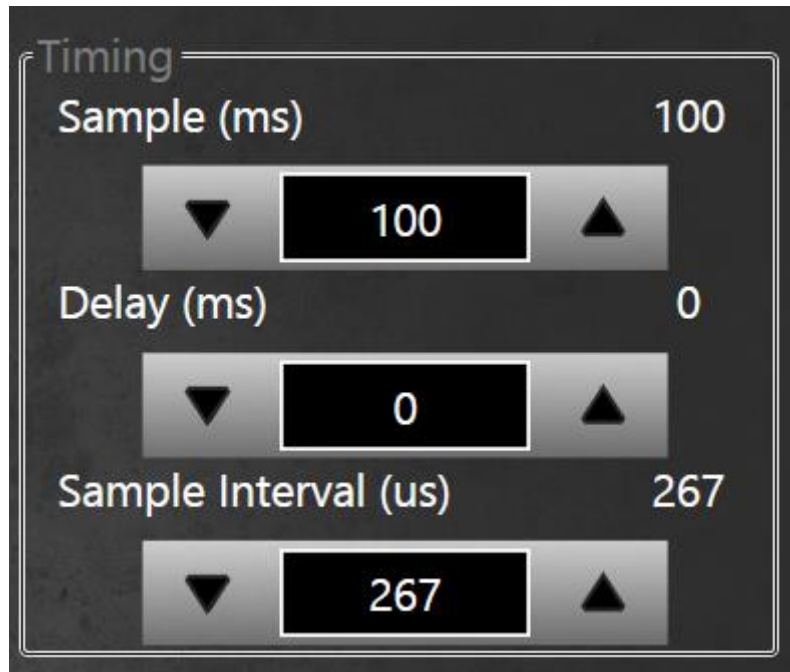 Timing
Sample (ms) 100
100
Delay (ms) 0
0
Sample Interval (us) 267
267